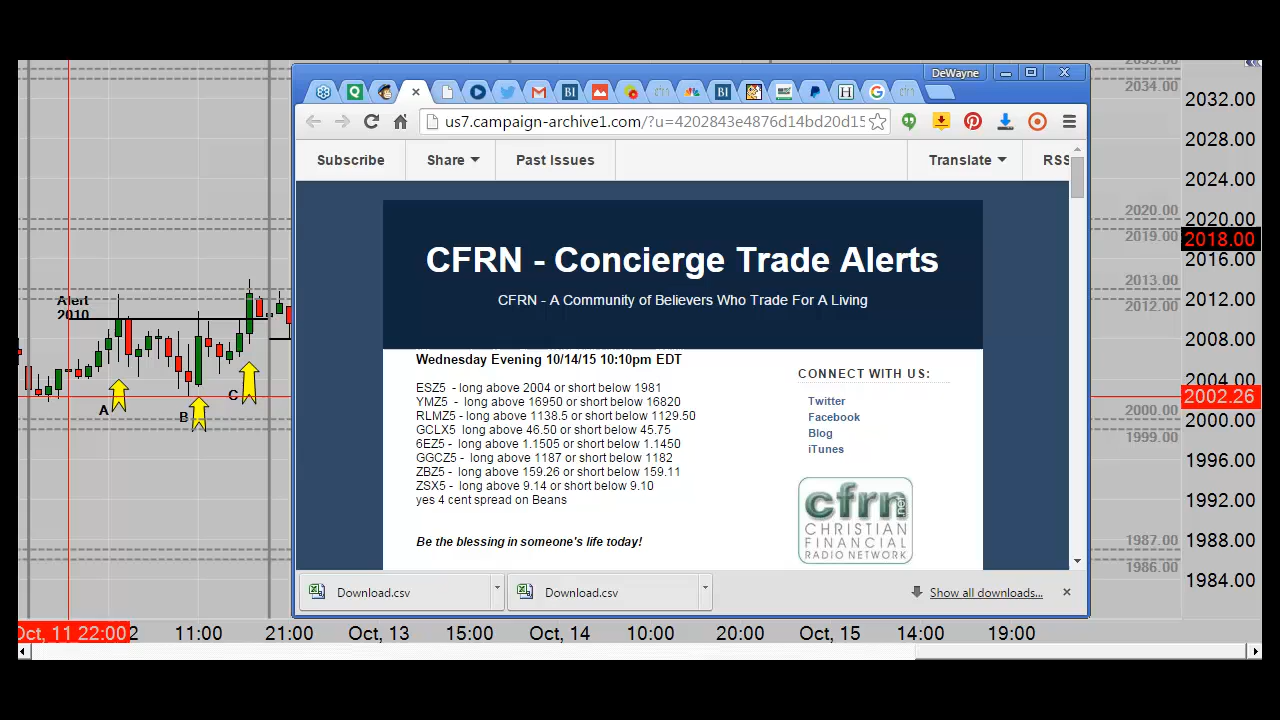 DeWayne
us7.campaign-archive1.com/?u=4202843e4876d14bd20d15
Subscribe
Share
Past Issues
Translate
RSS
CFRN - Concierge Trade Alerts
CFRN - A Community of Believers Who Trade For A Living
Wednesday Evening 10/14/15 10:10pm EDT
ESZ5 - long above 2004 or short below 1981
YMZ5 - long above 16950 or short below 16820
RLMZ5 - long above 1138.5 or short below 1129.50
GCLX5 - long above 46.50 or short below 45.75
6EZ5 - long above 1.1505 or short below 1.1450
GGCZ5 - long above 1187 or short below 1182
ZBZ5 - long above 159.26 or short below 159.11
ZSX5 - long above 9.14 or short below 9.10
yes 4 cent spread on Beans
Be the blessing in someone's life today!
CONNECT WITH US:
Twitter
Facebook
Blog
iTunes
cfrn.net
CHRISTIAN
FINANCIAL
RADIO NETWORK
Download.csv
Download.csv
Show all downloads...
Alert
2010
A
B
C
2034.00
2020.00
2019.00
2013.00
2012.00
2000.00
1999.00
1987.00
1986.00
2032.00
2028.00
2024.00
2020.00
2018.00
2016.00
2012.00
2008.00
2004.00
2002.26
2000.00
1996.00
1992.00
1988.00
1984.00
Oct, 11 22:00
2
11:00
21:00
Oct, 13
15:00
Oct, 14
10:00
20:00
Oct, 15
14:00
19:00